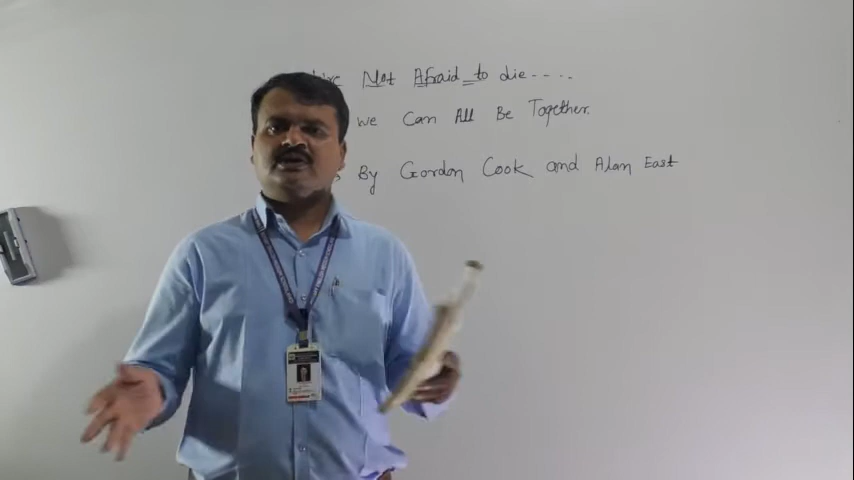 Not Afraid to die....
we Can All Be Together.
By Gordon Cook and Alan East